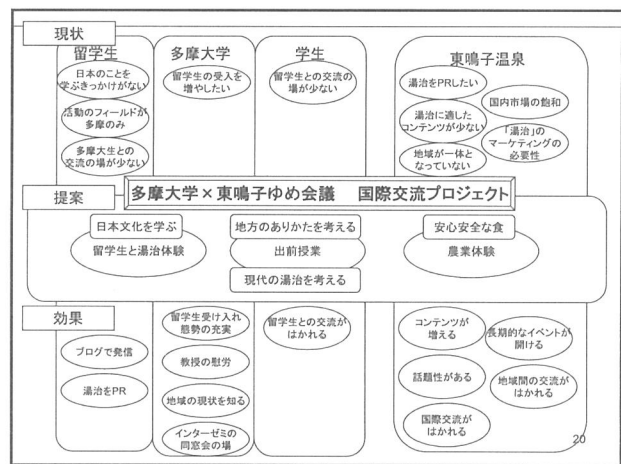 現状
留学生
多摩大学
学生
東鳴子温泉
日本のことを
学ぶきっかけがない
活動のフィールドが
多摩のみ
多摩大生との
交流の場が少ない
留学生の受入を
増やしたい
留学生との交流の
場が少ない
湯治をPRしたい
湯治に適した
コンテンツが少ない
地域が一体と
なっていない
国内市場の飽和
「湯治」の
マーケティングの
必要性
提案
多摩大学×東鳴子ゆめ会議　国際交流プロジェクト
日本文化を学ぶ
留学生と湯治体験
地方のありかたを考える
出前授業
現代の湯治を考える
安心安全な食
農業体験
効果
ブログで発信
湯治をPR
留学生受け入れ
態勢の充実
教授の慰労
地域の現状を知る
インターゼミの
同窓会の場
留学生との交流が
はかれる
コンテンツが
増える
話題性がある
国際交流が
はかれる
長期的なイベントが
開ける
地域間の交流が
はかれる
20